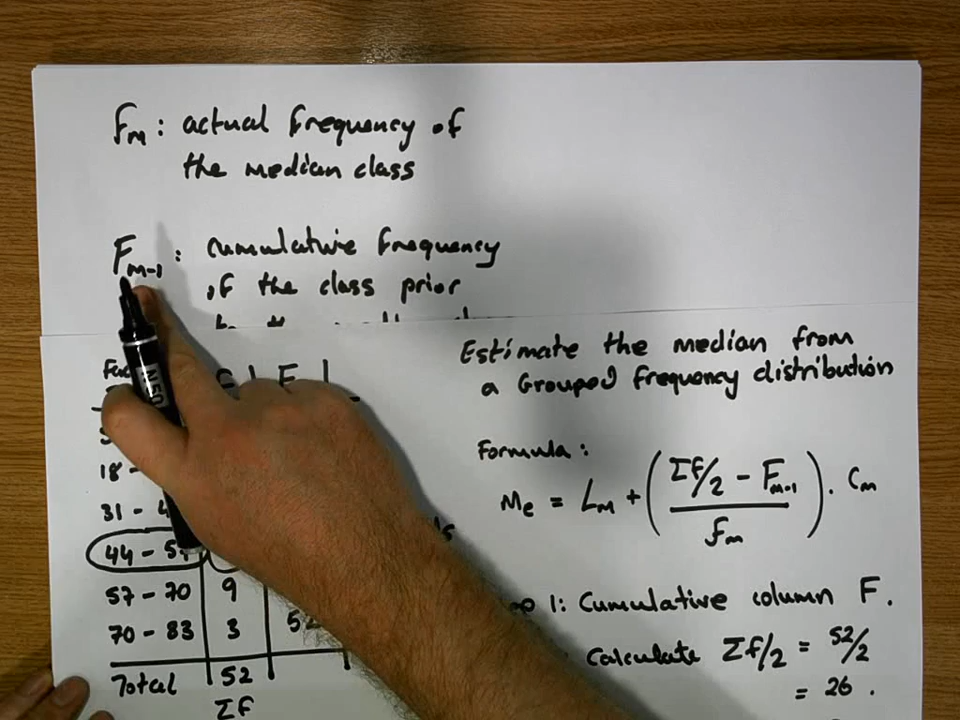 fm : actual frequency of
the median class
Fm-1 : cumulative frequency
of the class prior
Estimate the median from
a Grouped frequency distribution
Formula:
Me = Lm + ( Σf/2 - Fm-1 / fm ) . Cm
f F
18 -
31 - 4
44 - 57
57 - 70 9
70 - 83 3 52
Total 52
Σf
1: Cumulative column F.
Calculate Σf/2 = 52/2
= 26 .